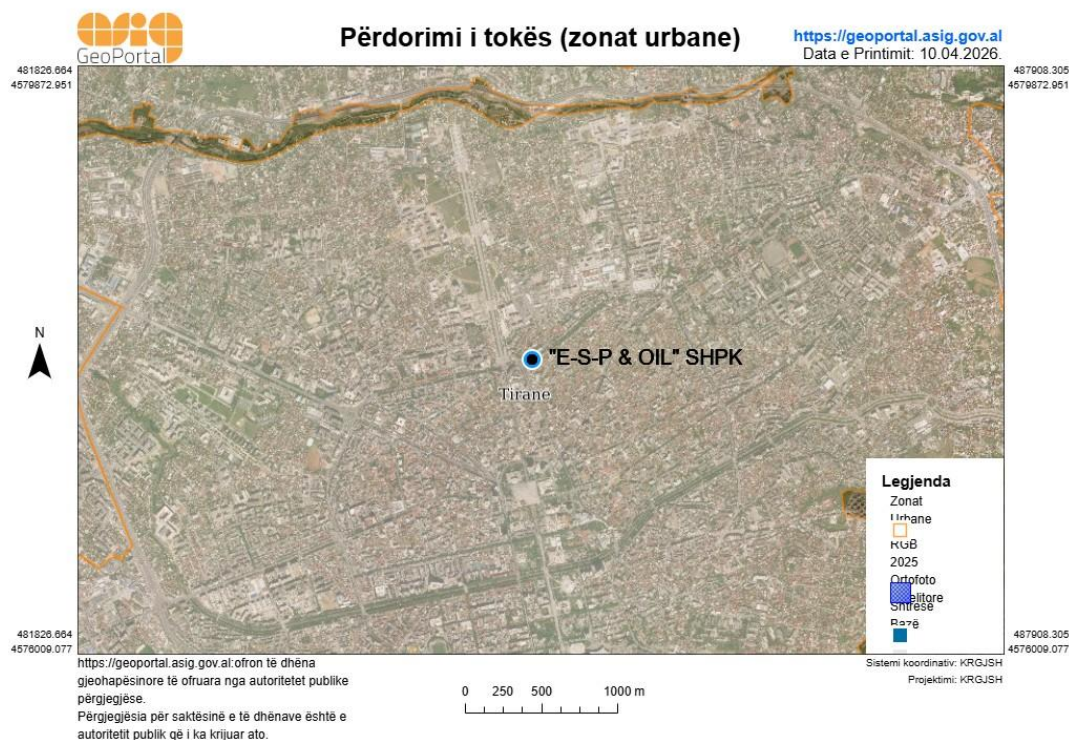 asig
GeoPortal
Përdorimi i tokës (zonat urbane)
https://geoportal.asig.gov.al
Data e Printimit: 10.04.2026.
481826.664
4579872.951
487908.305
4579872.951
N
"E-S-P & OIL" SHPK
Tirane
Legjenda
Zonat
Urbane
RGB
2025
Ortofoto
Shtrese
Bazë
481826.664
4576009.077
487908.305
4576009.077
https://geoportal.asig.gov.al:ofron të dhëna
gjeohapësinore të ofruara nga autoritetet publike
përgjegjëse.
Përgjegjësia për saktësinë e të dhënave është e
autoritetit publik që i ka krijuar ato.
0 250 500 1000 m
Sistemi koordinativ: KRGJSH
Projektimi: KRGJSH